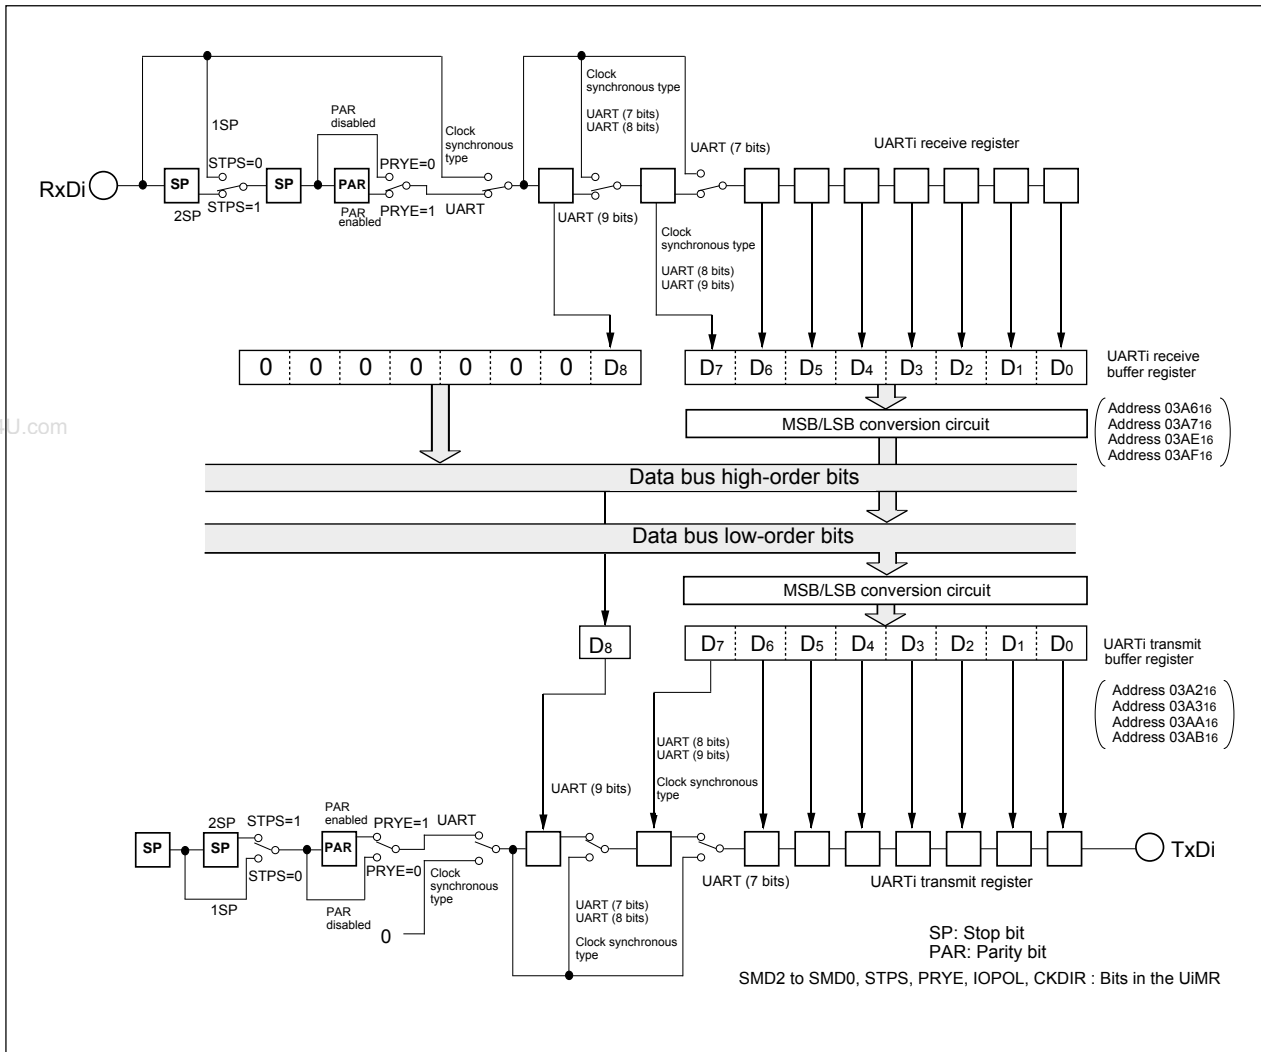 Clock
synchronous type
UART (7 bits)
UART (8 bits)
PAR
disabled
1SP
Clock
synchronous
type
UART (7 bits)
UARTi receive register
STPS=0
PRYE=0
RxDi
SP
SP
PAR
STPS=1
2SP
PAR
enabled
PRYE=1
UART
UART (9 bits)
Clock
synchronous type
UART (8 bits)
UART (9 bits)
0 0 0 0 0 0 0 D8
D7 D6 D5 D4 D3 D2 D1 D0
UARTi receive
buffer register
MSB/LSB conversion circuit
Address 03A616
Address 03A716
Address 03AE16
Address 03AF16
4U.com
Data bus high-order bits
Data bus low-order bits
MSB/LSB conversion circuit
D8
D7 D6 D5 D4 D3 D2 D1 D0
UARTi transmit
buffer register
Address 03A216
Address 03A316
Address 03AA16
Address 03AB16
UART (8 bits)
UART (9 bits)
Clock synchronous
type
UART (9 bits)
PAR
enabled
2SP
STPS=1
PRYE=1
UART
SP
SP
PAR
TxDi
STPS=0
PRYE=0
Clock
synchronous
type
UART (7 bits)
UARTi transmit register
1SP
PAR
disabled
0
UART (7 bits)
UART (8 bits)
Clock synchronous
type
SP: Stop bit
PAR: Parity bit
SMD2 to SMD0, STPS, PRYE, IOPOL, CKDIR : Bits in the UiMR